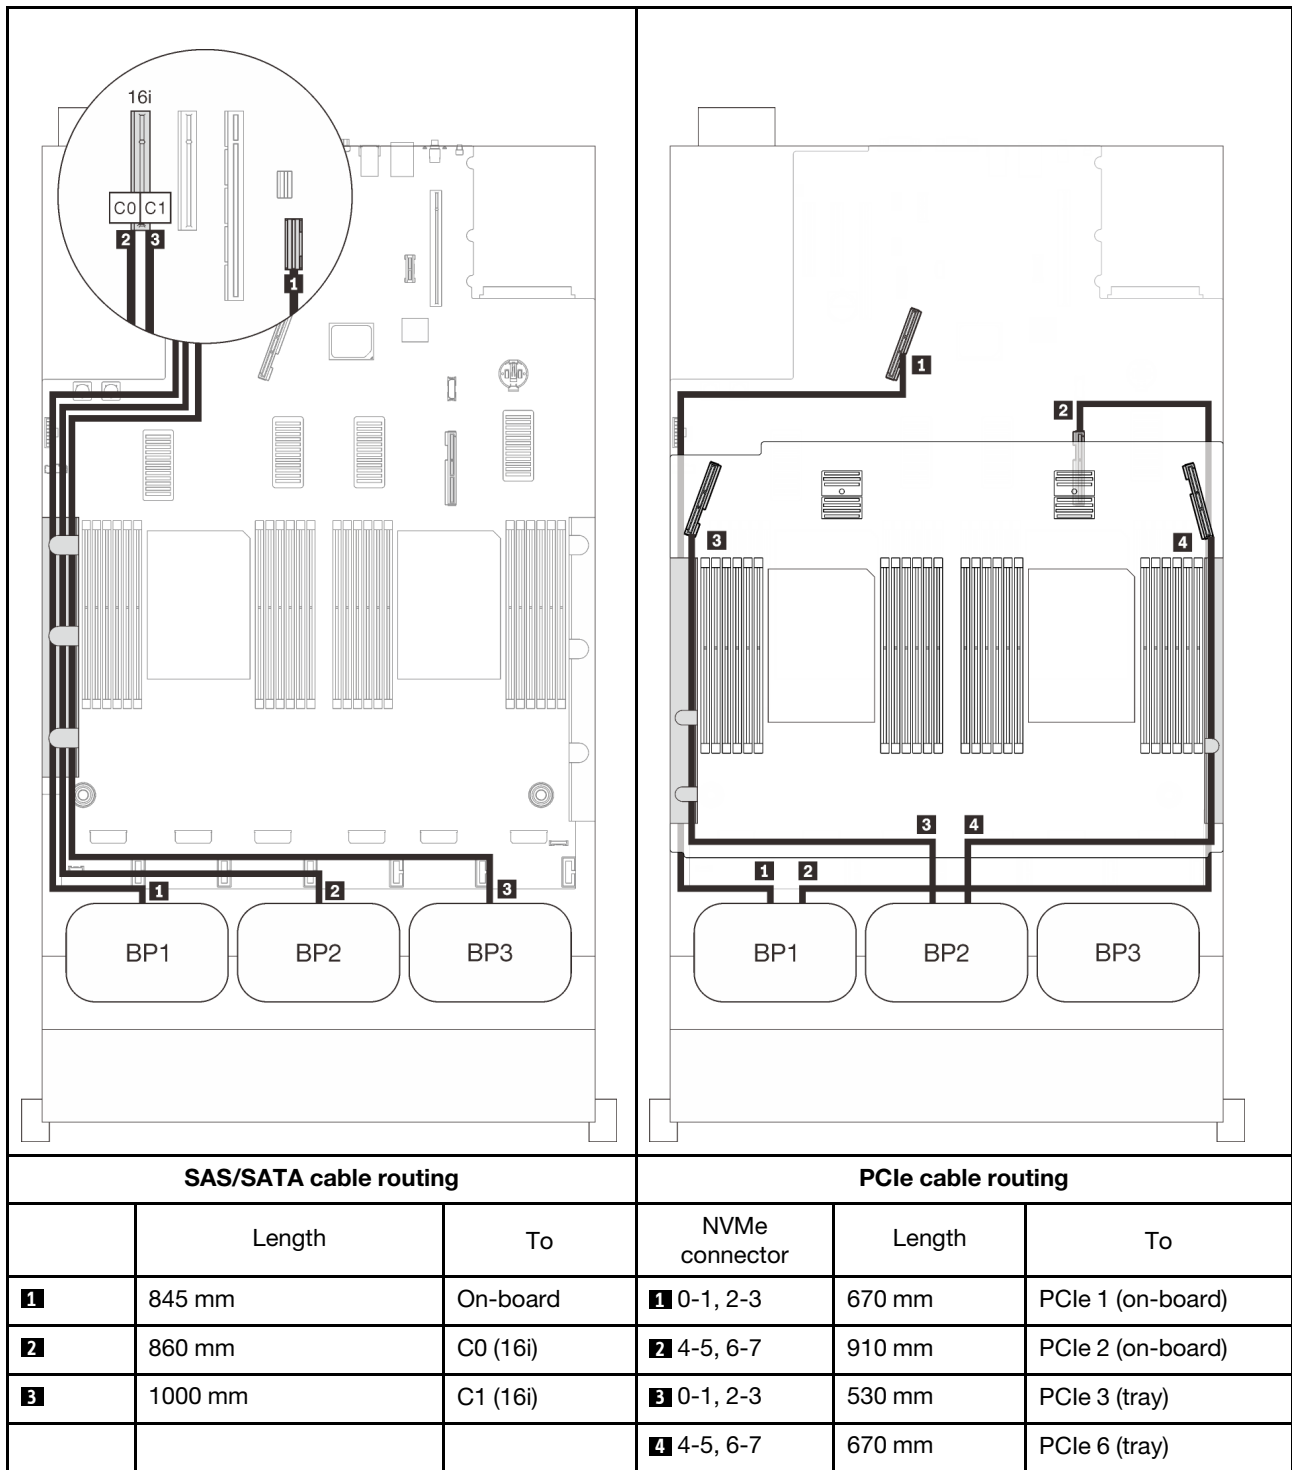 16i
C0 C1
2 3
1
1 2 3
BP1 BP2 BP3
1
2
3 4
3 4
1 2
BP1 BP2 BP3
SAS/SATA cable routing PCIe cable routing
Length To NVMe connector Length To
1 845 mm On-board 1 0-1, 2-3 670 mm PCIe 1 (on-board)
2 860 mm C0 (16i) 2 4-5, 6-7 910 mm PCIe 2 (on-board)
3 1000 mm C1 (16i) 3 0-1, 2-3 530 mm PCIe 3 (tray)
4 4-5, 6-7 670 mm PCIe 6 (tray)